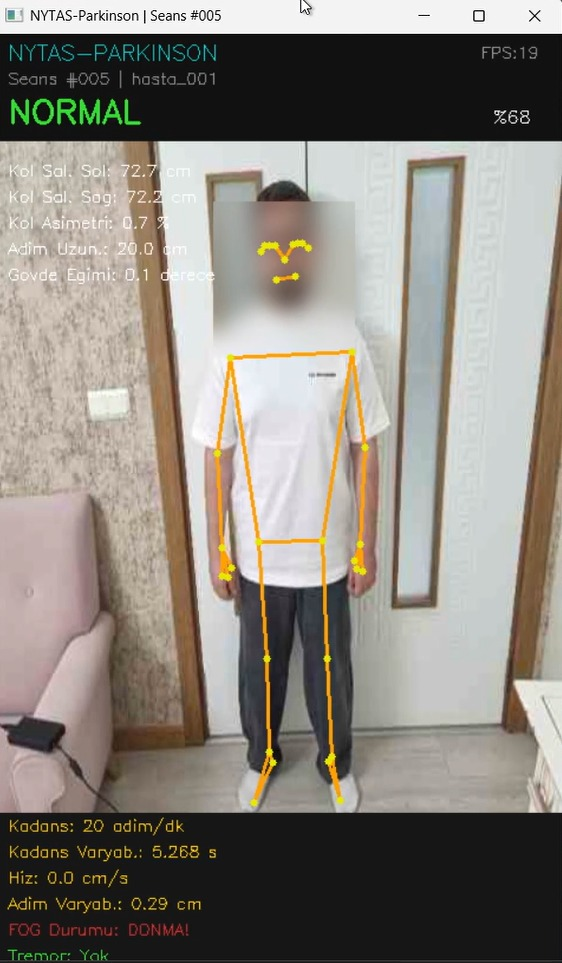 NYTAS-Parkinson | Seans #005
NYTAS-PARKINSON
FPS:19
Seans #005 | hasta_001
NORMAL
%68
Kol Sal. Sol: 72.7 cm
Kol Sal. Sag: 72.2 cm
Kol Asimetri: 0.7 %
Adim Uzun.: 20.0 cm
Govde Egimi: 0.1 derece
Kadans: 20 adim/dk
Kadans Varyab.: 5.268 s
Hiz: 0.0 cm/s
Adim Varyab.: 0.29 cm
FOG Durumu: DONMA!
Tremor: Yok